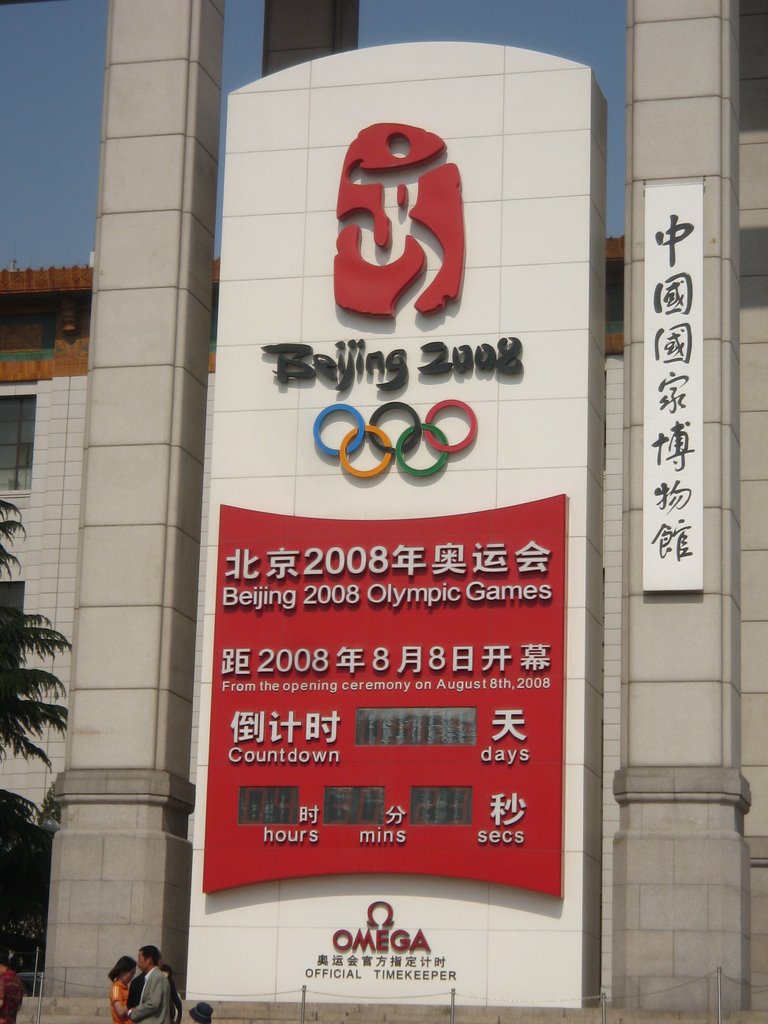 Beijing 2008
北京2008年奥运会
Beijing 2008 Olympic Games
距2008年8月8日开幕
From the opening ceremony on August 8th, 2008
倒计时 天
Countdown days
时 分 秒
hours mins secs
Ω
OMEGA
奥运会官方指定计时
OFFICIAL TIMEKEEPER
中國國家博物館